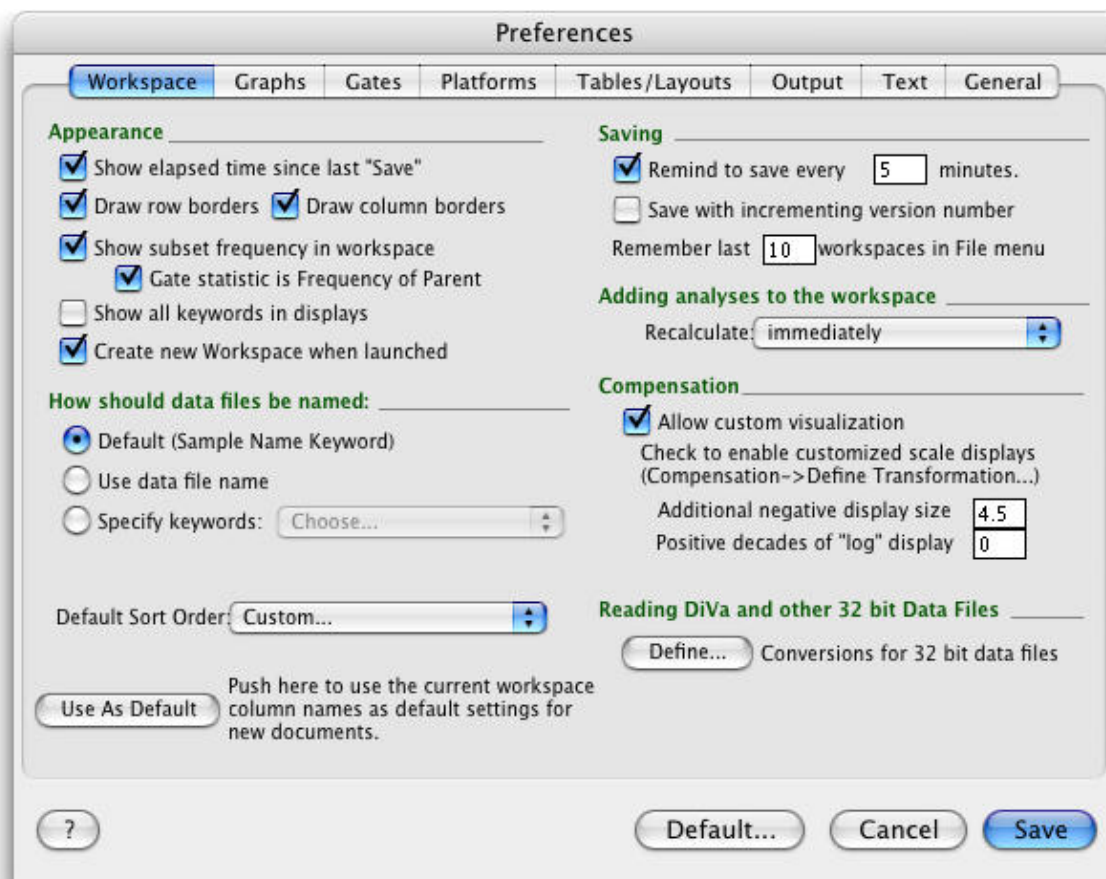 Preferences
Workspace Graphs Gates Platforms Tables/Layouts Output Text General
Appearance
Show elapsed time since last "Save"
Draw row borders Draw column borders
Show subset frequency in workspace
Gate statistic is Frequency of Parent
Show all keywords in displays
Create new Workspace when launched
How should data files be named:
Default (Sample Name Keyword)
Use data file name
Specify keywords: Choose...
Default Sort Order: Custom...
Use As Default
Push here to use the current workspace
column names as default settings for
new documents.
Saving
Remind to save every 5 minutes.
Save with incrementing version number
Remember last 10 workspaces in File menu
Adding analyses to the workspace
Recalculate: immediately
Compensation
Allow custom visualization
Check to enable customized scale displays
(Compensation->Define Transformation...)
Additional negative display size 4.5
Positive decades of "log" display 0
Reading DiVa and other 32 bit Data Files
Define... Conversions for 32 bit data files
? Default... Cancel Save